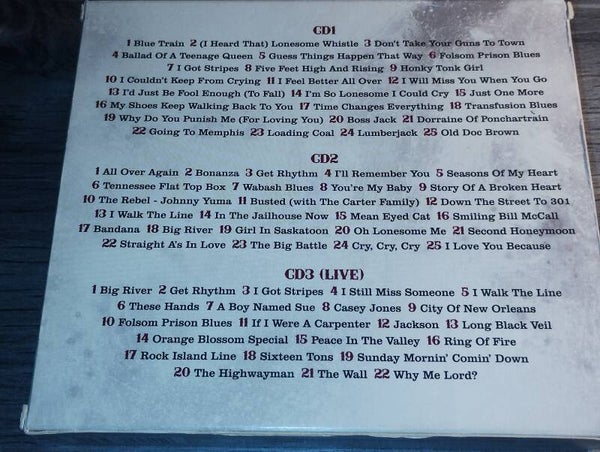 CD1
1 Blue Train 2 (I Heard That) Lonesome Whistle 3 Don't Take Your Guns To Town
4 Ballad Of A Teenage Queen 5 Guess Things Happen That Way 6 Folsom Prison Blues
7 I Got Stripes 8 Five Feet High And Rising 9 Honky Tonk Girl
10 I Couldn't Keep From Crying 11 I Feel Better All Over 12 I Will Miss You When You Go
13 I'd Just Be Fool Enough (To Fall) 14 I'm So Lonesome I Could Cry 15 Just One More
16 My Shoes Keep Walking Back To You 17 Time Changes Everything 18 Transfusion Blues
19 Why Do You Punish Me (For Loving You) 20 Boss Jack 21 Dorraine Of Ponchartrain
22 Going To Memphis 23 Loading Coal 24 Lumberjack 25 Old Doc Brown
CD2
1 All Over Again 2 Bonanza 3 Get Rhythm 4 I'll Remember You 5 Seasons Of My Heart
6 Tennessee Flat Top Box 7 Wabash Blues 8 You're My Baby 9 Story Of A Broken Heart
10 The Rebel - Johnny Yuma 11 Busted (with The Carter Family) 12 Down The Street To 301
13 I Walk The Line 14 In The Jailhouse Now 15 Mean Eyed Cat 16 Smiling Bill McCall
17 Bandana 18 Big River 19 Girl In Saskatoon 20 Oh Lonesome Me 21 Second Honeymoon
22 Straight A's In Love 23 The Big Battle 24 Cry, Cry, Cry 25 I Love You Because
CD3 (LIVE)
1 Big River 2 Get Rhythm 3 I Got Stripes 4 I Still Miss Someone 5 I Walk The Line
6 These Hands 7 A Boy Named Sue 8 Casey Jones 9 City Of New Orleans
10 Folsom Prison Blues 11 If I Were A Carpenter 12 Jackson 13 Long Black Veil
14 Orange Blossom Special 15 Peace In The Valley 16 Ring Of Fire
17 Rock Island Line 18 Sixteen Tons 19 Sunday Mornin' Comin' Down
20 The Highwayman 21 The Wall 22 Why Me Lord?